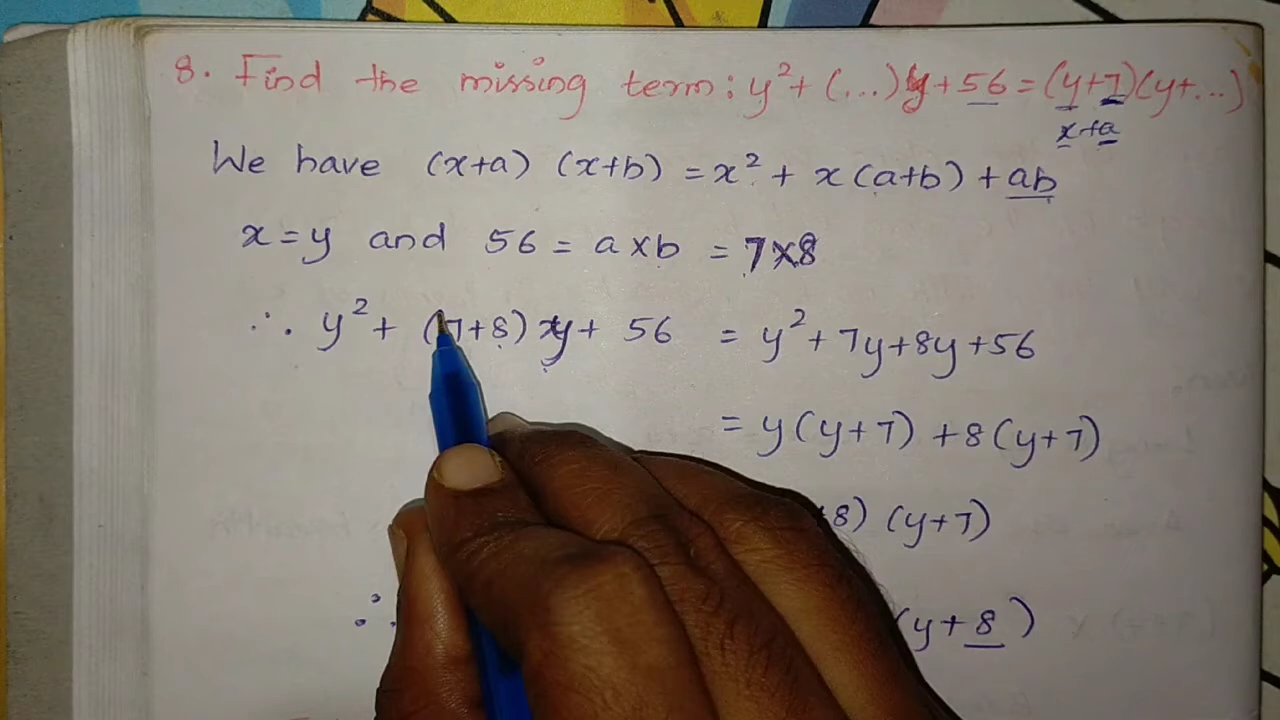 8. Find the missing term: y² + (...)y + 56 = (y+7)(y+...)
x+a
We have (x+a) (x+b) = x² + x(a+b) + ab
x = y and 56 = a×b = 7×8
∴ y² + (7+8) y + 56 = y² + 7y + 8y + 56
= y(y+7) + 8(y+7)
8) (y+7)
∴ (y+8)